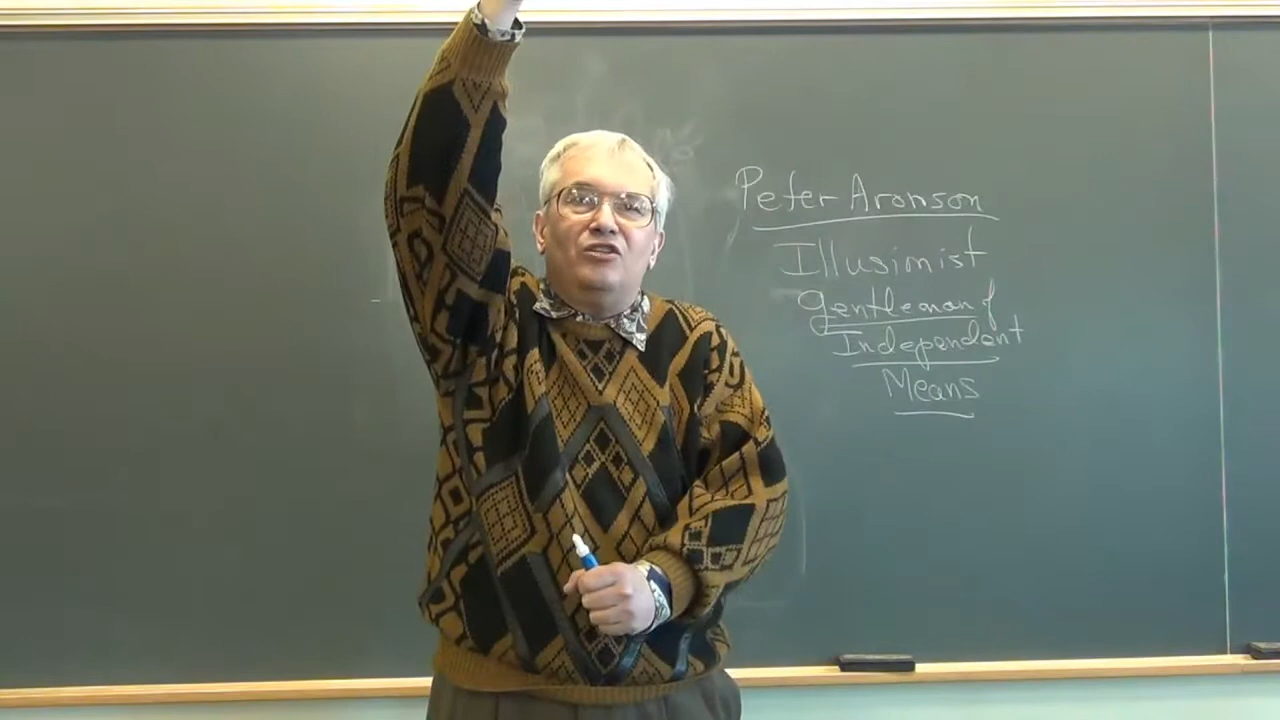 Peter Aronson
Illusimist
Gentleman of
Independent
Means